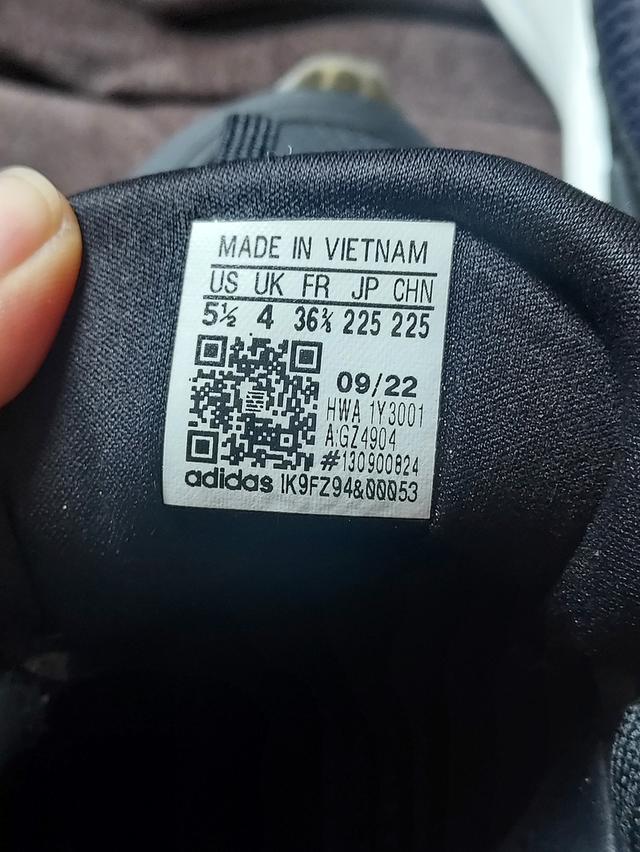 MADE IN VIETNAM
US UK FR JP CHN
5½ 4 36⅔ 225 225
09/22
HWA 1Y3001
A:GZ4904
#130900824
adidas 1K9FZ94&00053